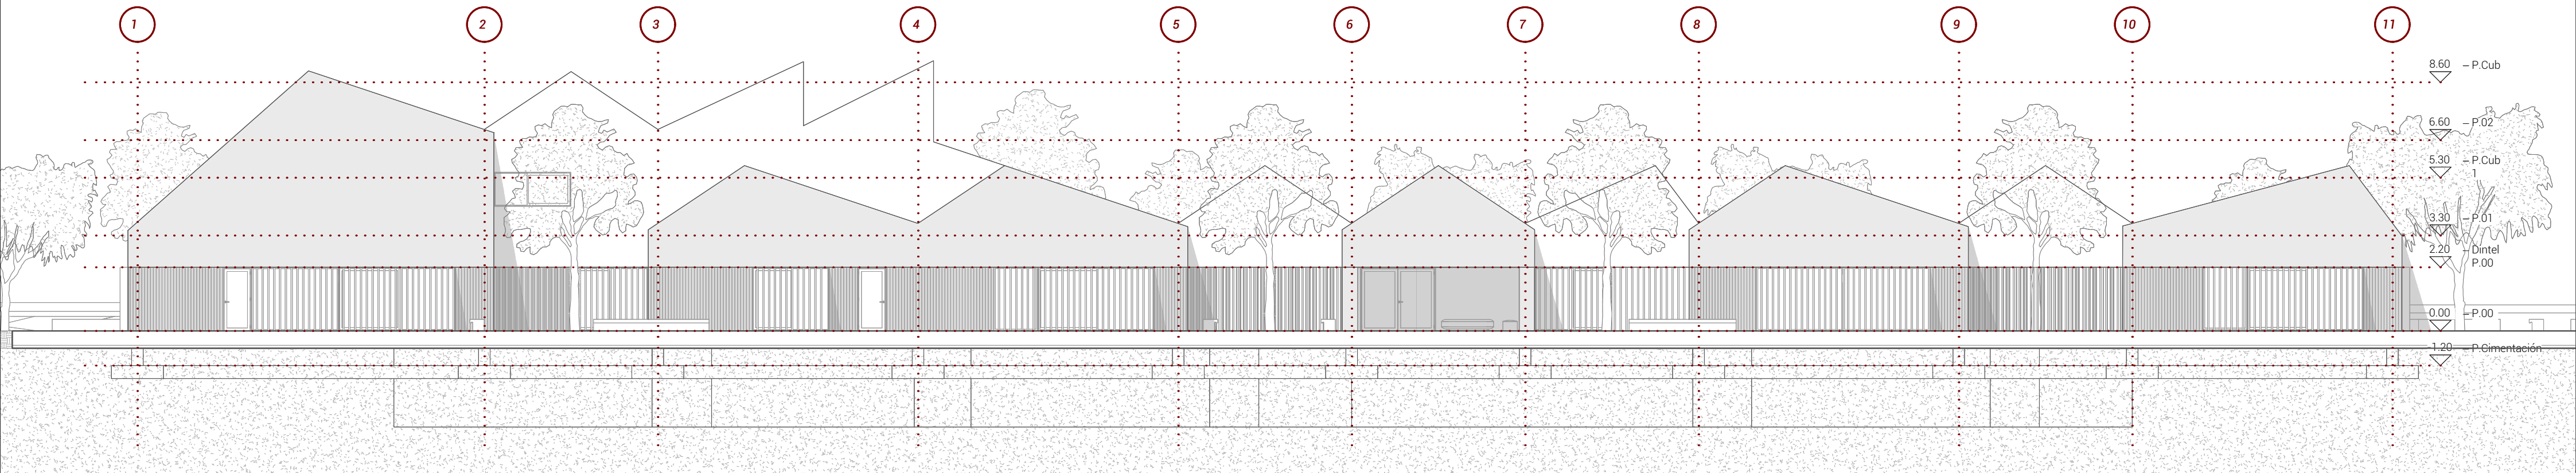 1 2 3 4 5 6 7 8 9 10 11
8.60 – P.Cub
6.60 – P.02
5.30 – P.Cub
1
3.30 – P.01
2.20 – Dintel
P.00
0.00 – P.00
-1.20 – P.Cimentación